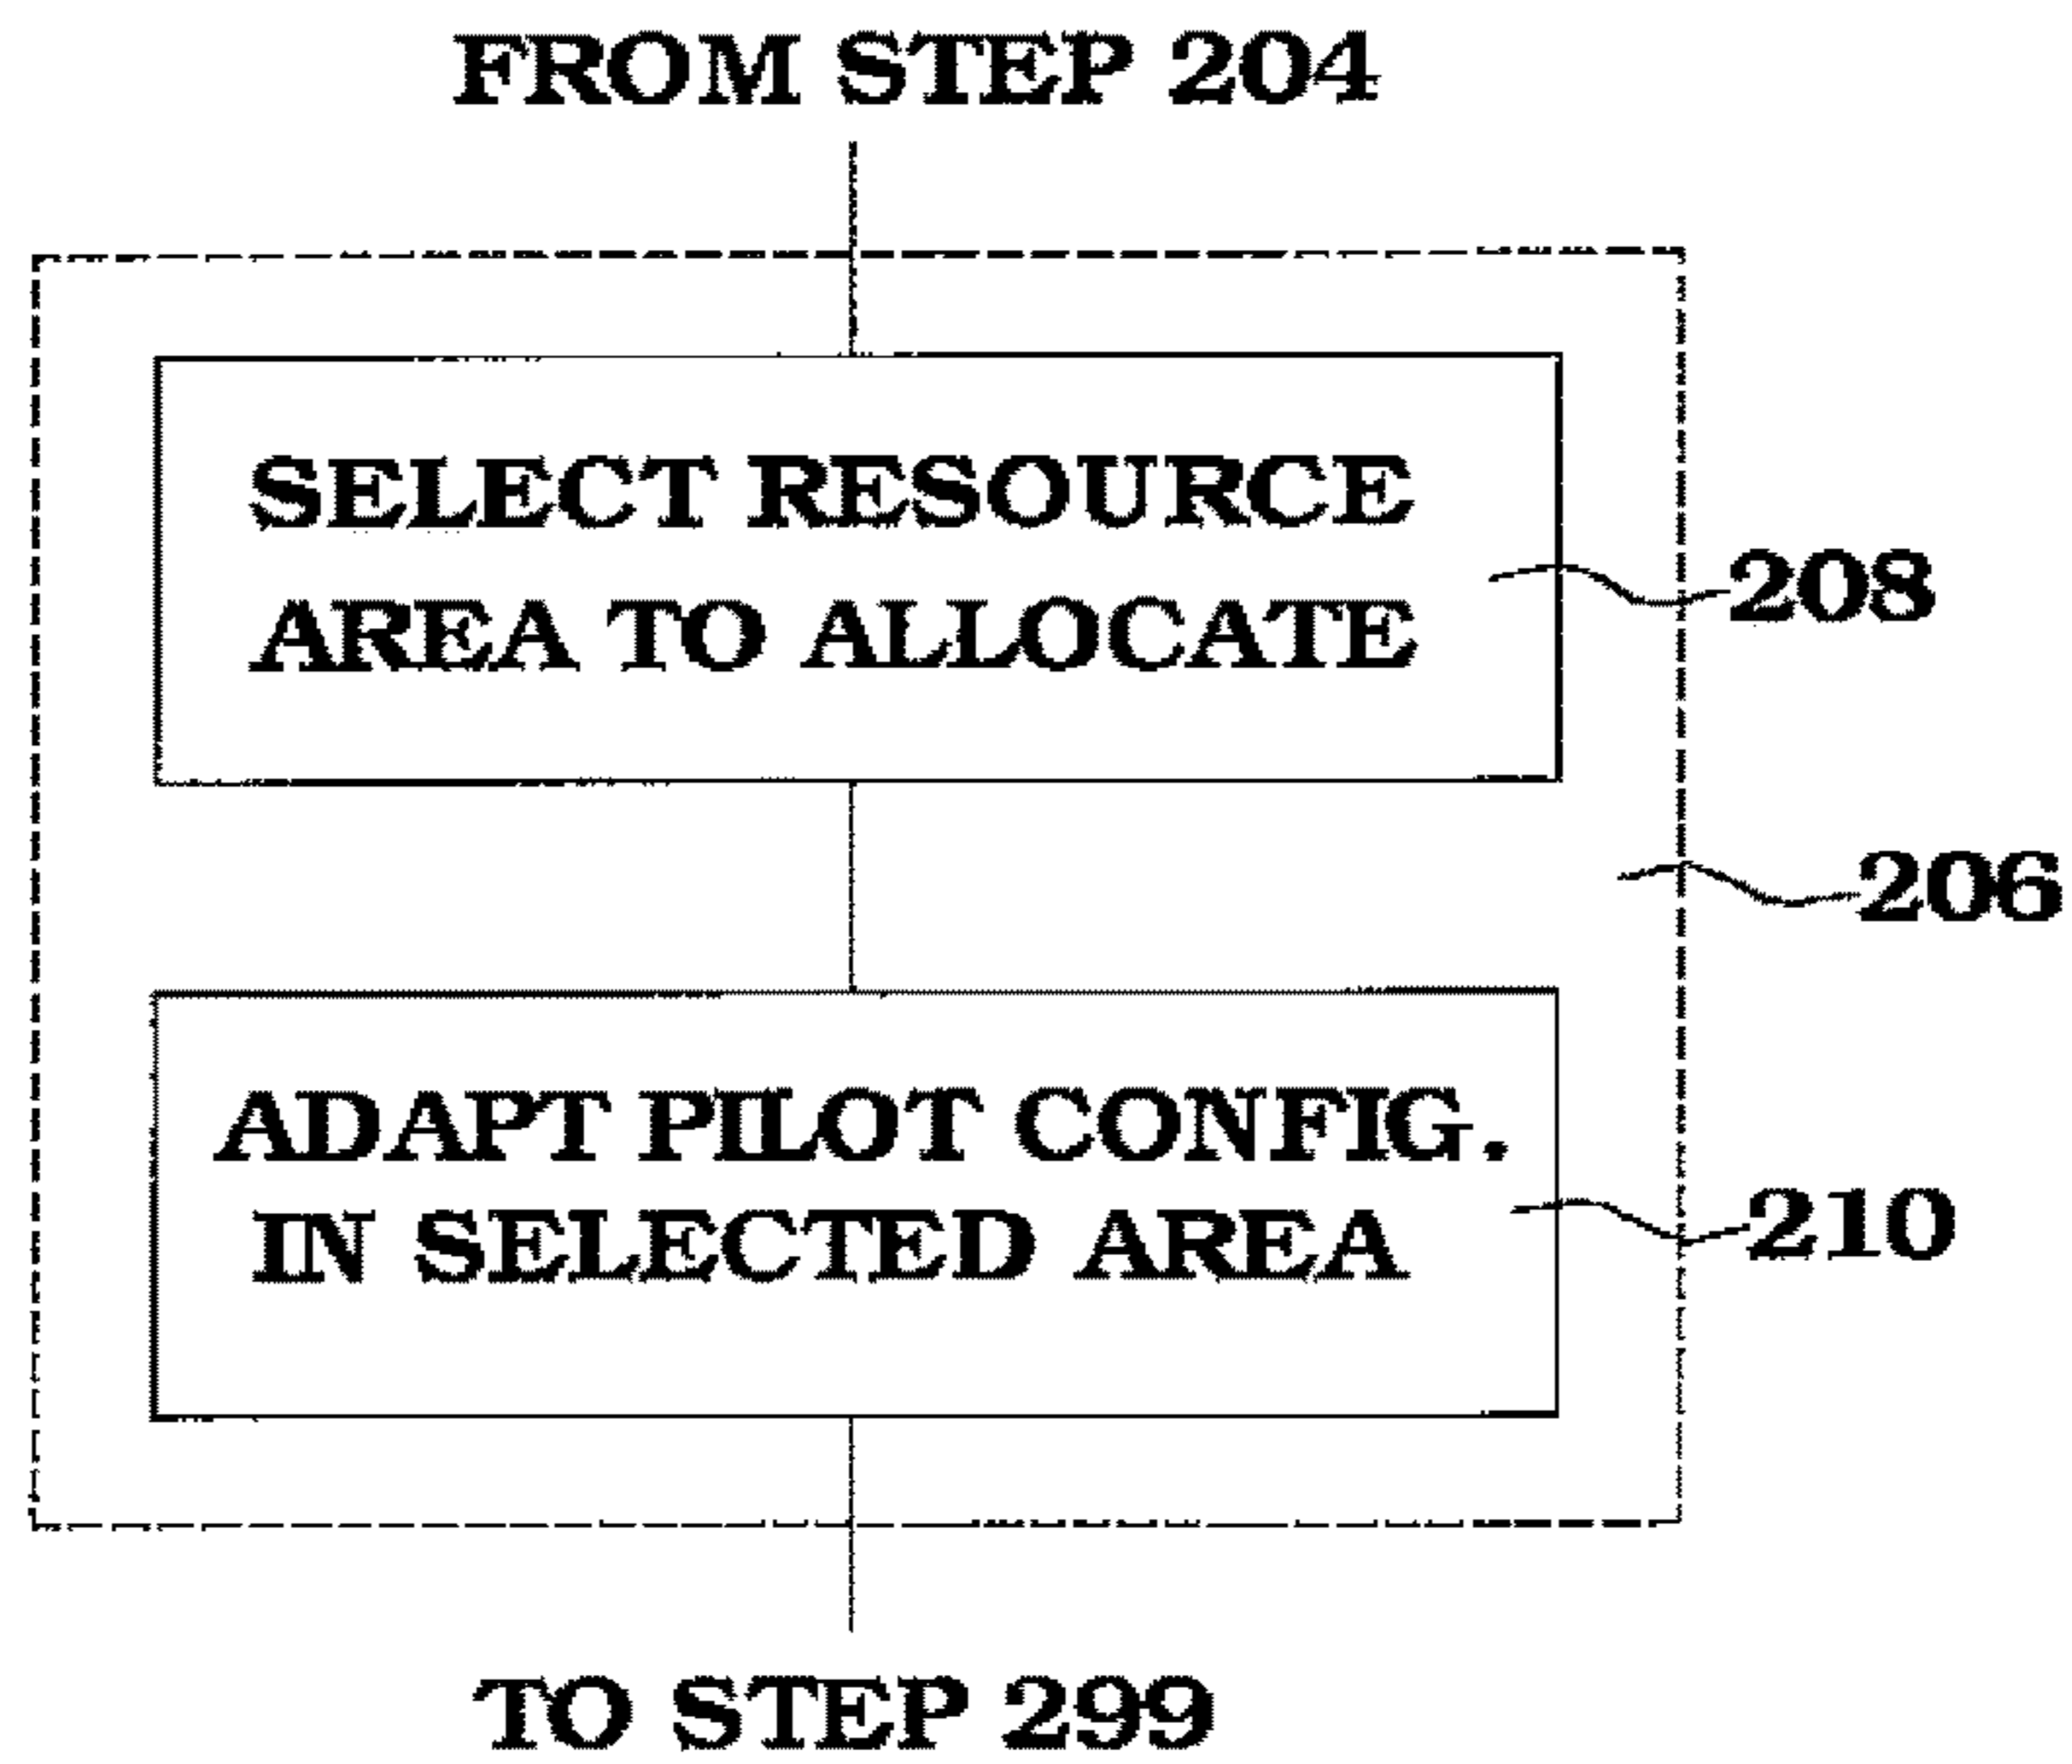 FROM STEP 204
SELECT RESOURCE
AREA TO ALLOCATE
208
206
ADAPT PILOT CONFIG.
IN SELECTED AREA
210
TO STEP 299